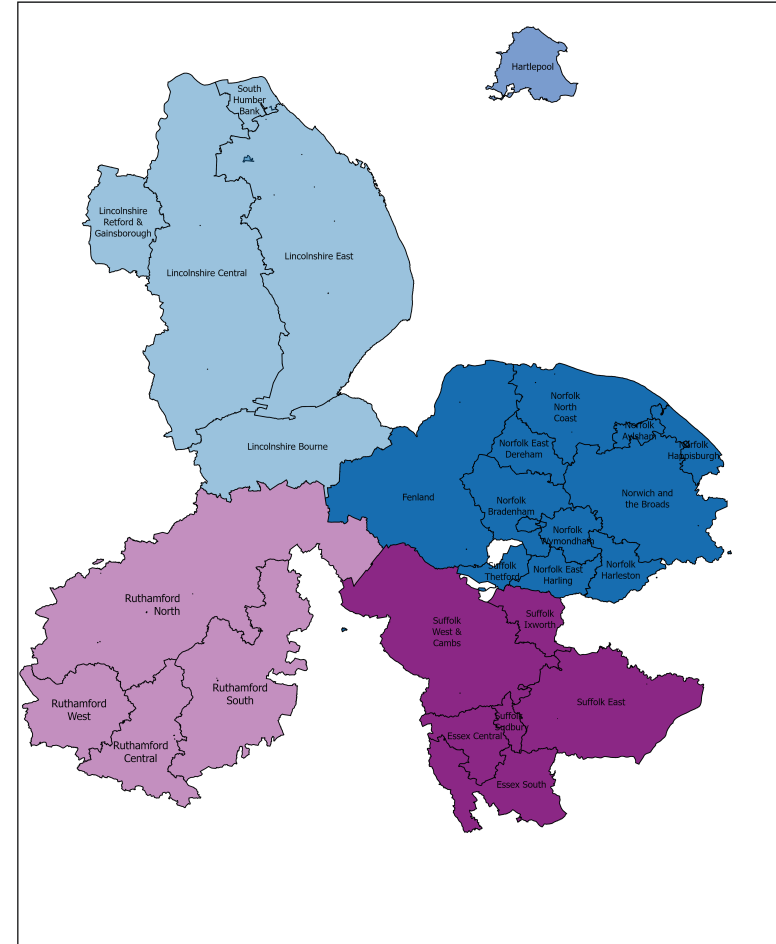 Hartlepool
South
Humber
Bank
Lincolnshire
Retford &
Gainsborough
Lincolnshire Central
Lincolnshire East
Lincolnshire Bourne
Norfolk
North
Coast
Norfolk
Aylsham
Norfolk
Happisburgh
Norfolk East
Dereham
Fenland
Norfolk
Bradenham
Norwich and
the Broads
Norfolk
Wymondham
Suffolk
Thetford
Norfolk East
Harling
Norfolk
Harleston
Ruthamford
North
Suffolk
West &
Cambs
Suffolk
Ixworth
Ruthamford
West
Ruthamford
South
Ruthamford
Central
Suffolk East
Suffolk
Sudbury
Essex Central
Essex South